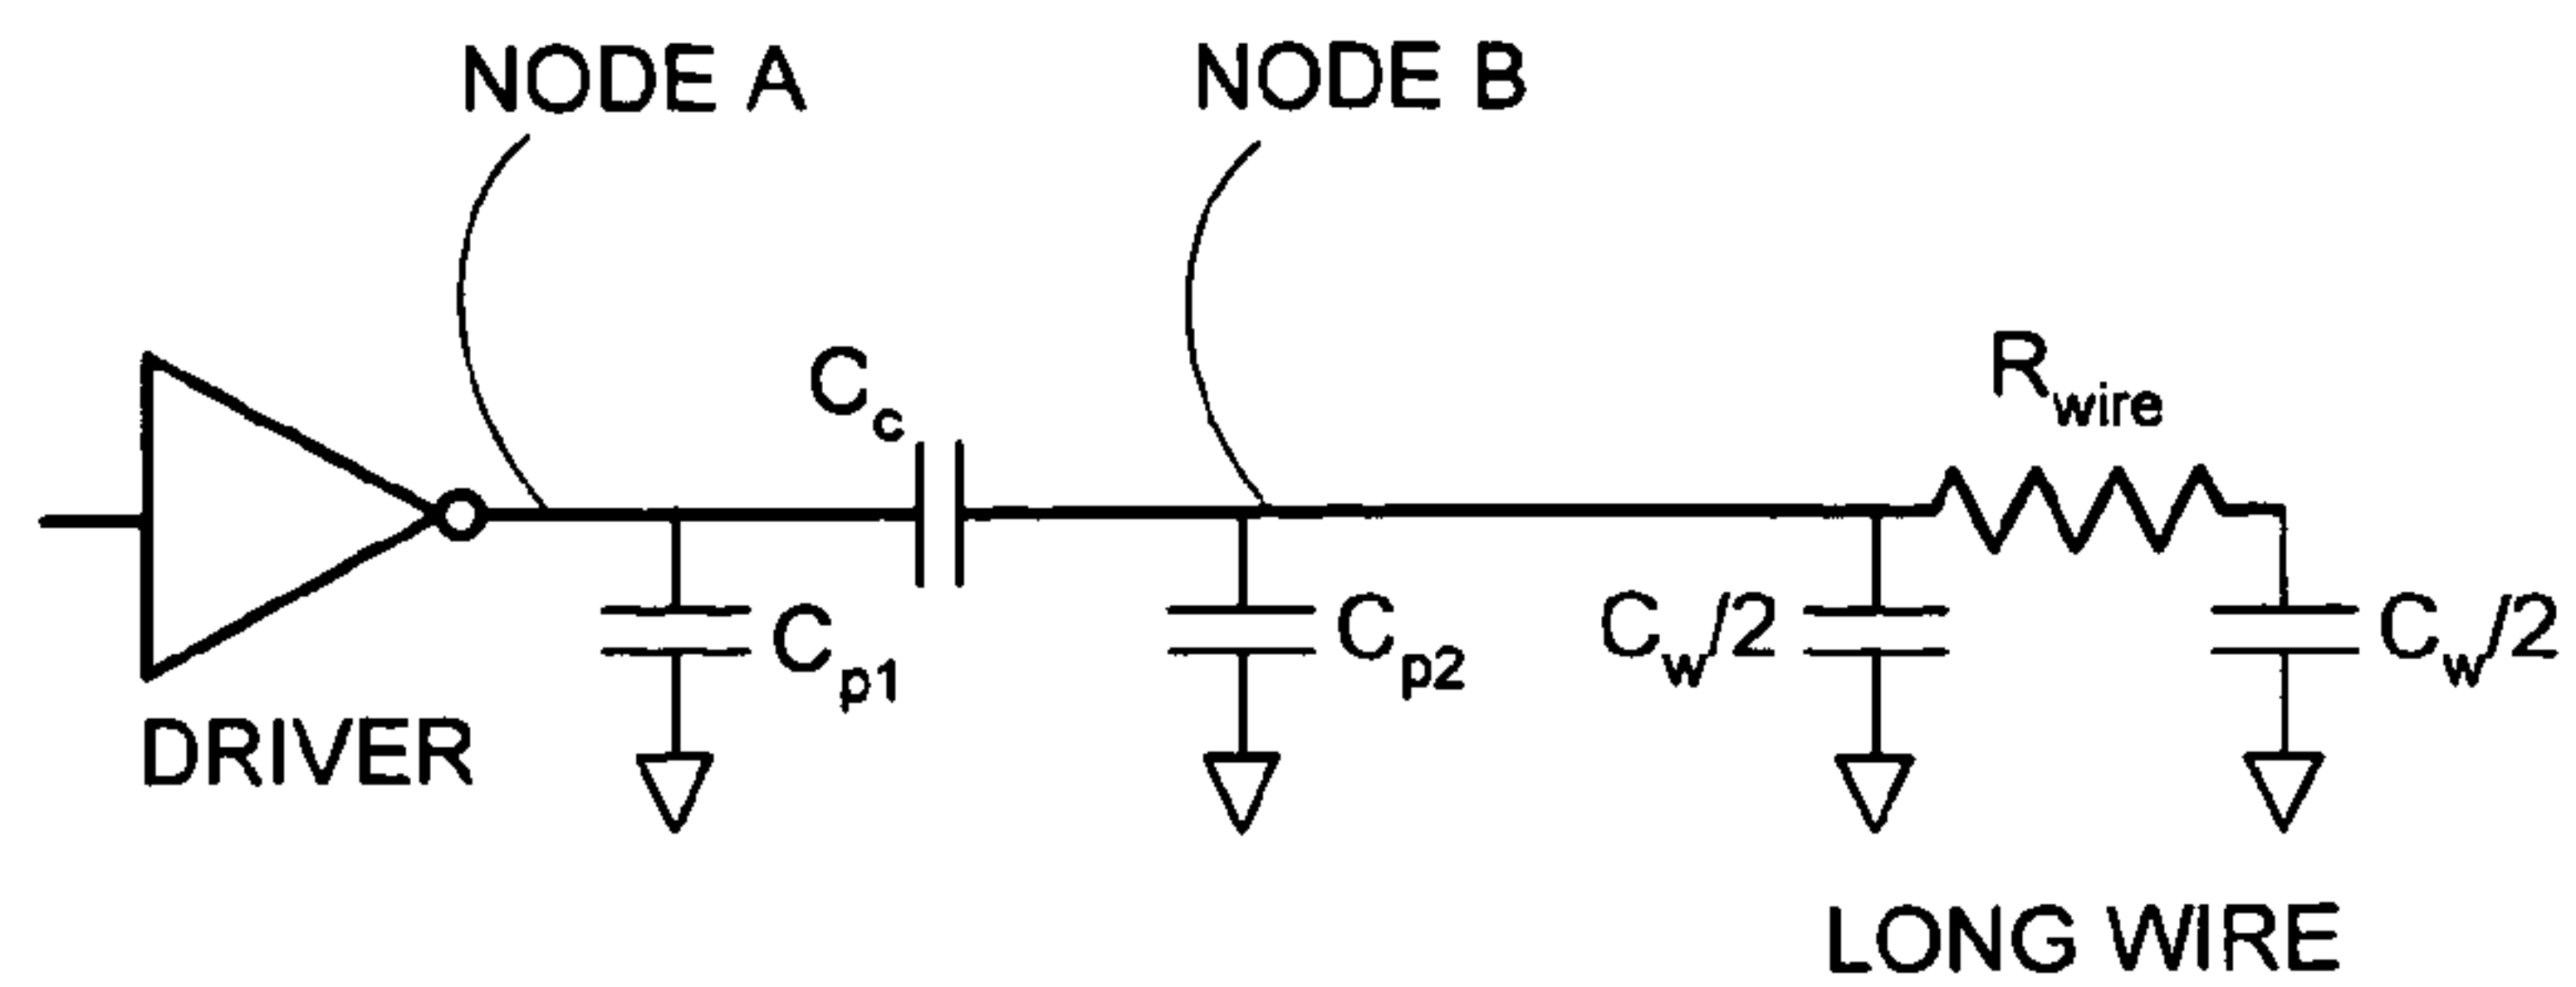 NODE A
NODE B
Cc
Rwire
Cp1
Cp2
Cw/2
Cw/2
DRIVER
LONG WIRE